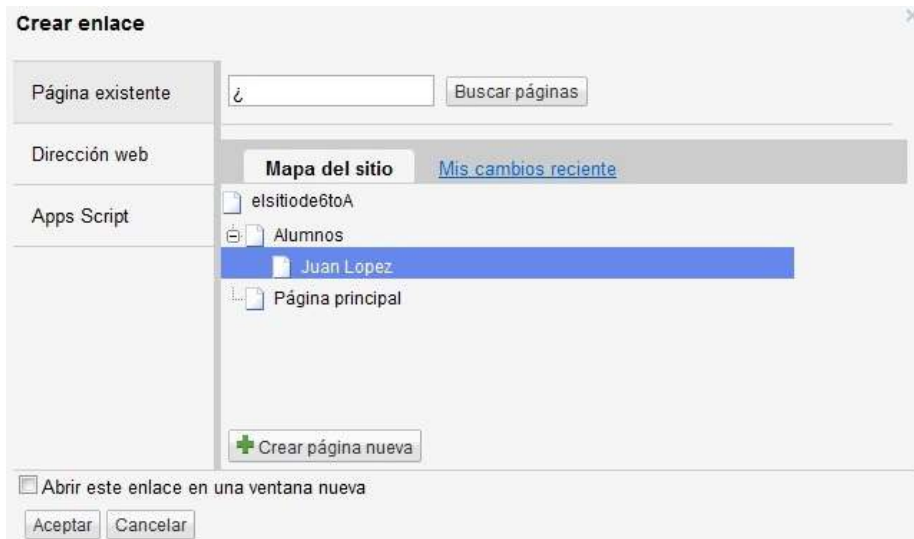 Crear enlace
Página existente
¿
Buscar páginas
Dirección web
Mapa del sitio
Mis cambios reciente
elsitiode6toA
Apps Script
Alumnos
Juan Lopez
Página principal
Crear página nueva
Abrir este enlace en una ventana nueva
Aceptar
Cancelar